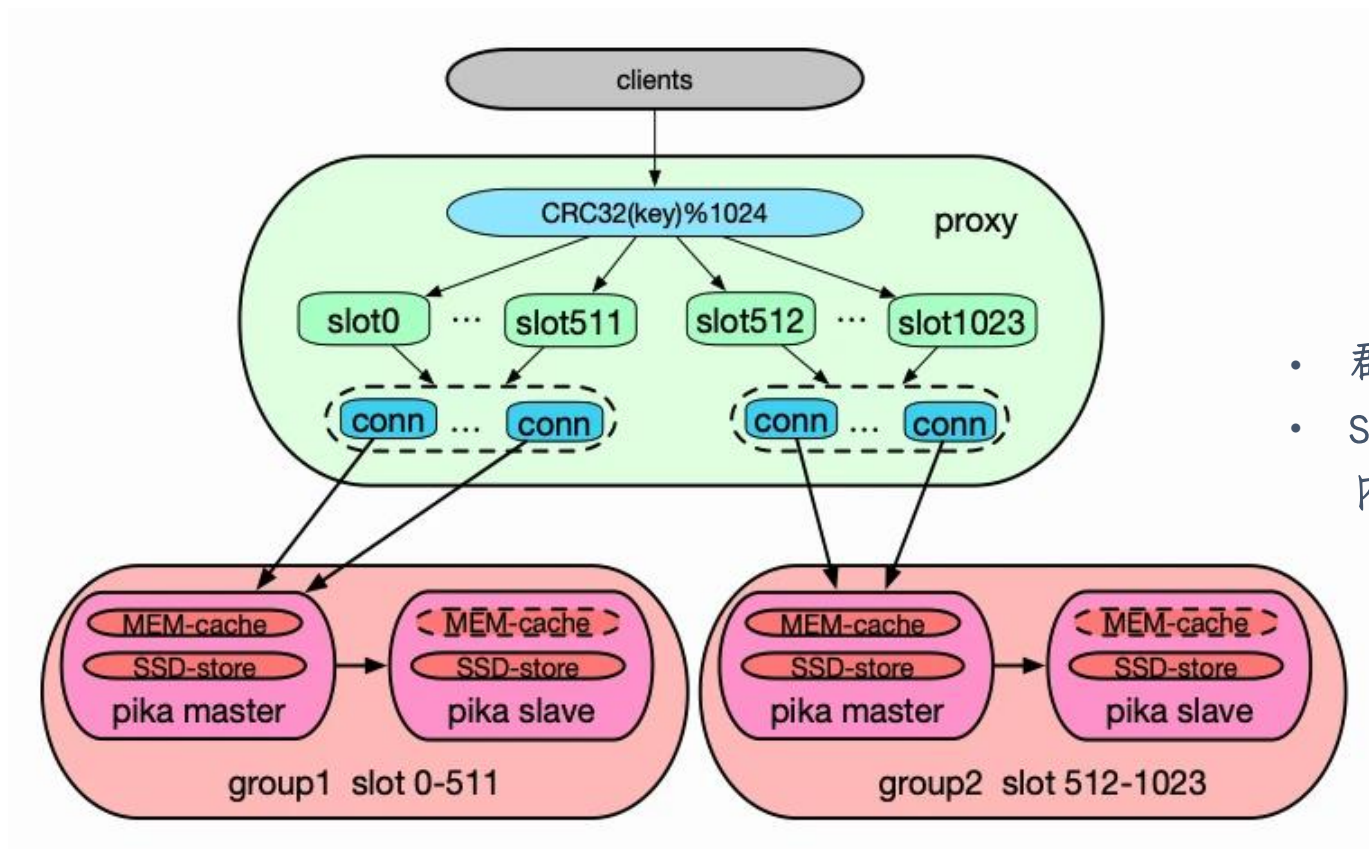 clients
CRC32(key)%1024
proxy
slot0 ... slot511 slot512 ... slot1023
conn ... conn conn ... conn
MEM-cache MEM-cache MEM-cache MEM-cache
SSD-store SSD-store SSD-store SSD-store
pika master pika slave pika master pika slave
group1 slot 0-511 group2 slot 512-1023
• 
• S